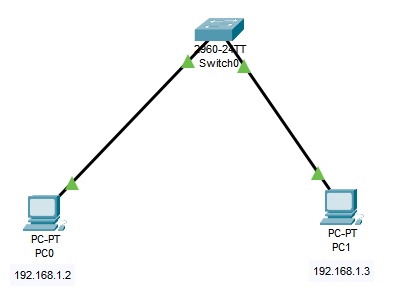 2960-24TT
Switch0
PC-PT
PC0
192.168.1.2
PC-PT
PC1
192.168.1.3